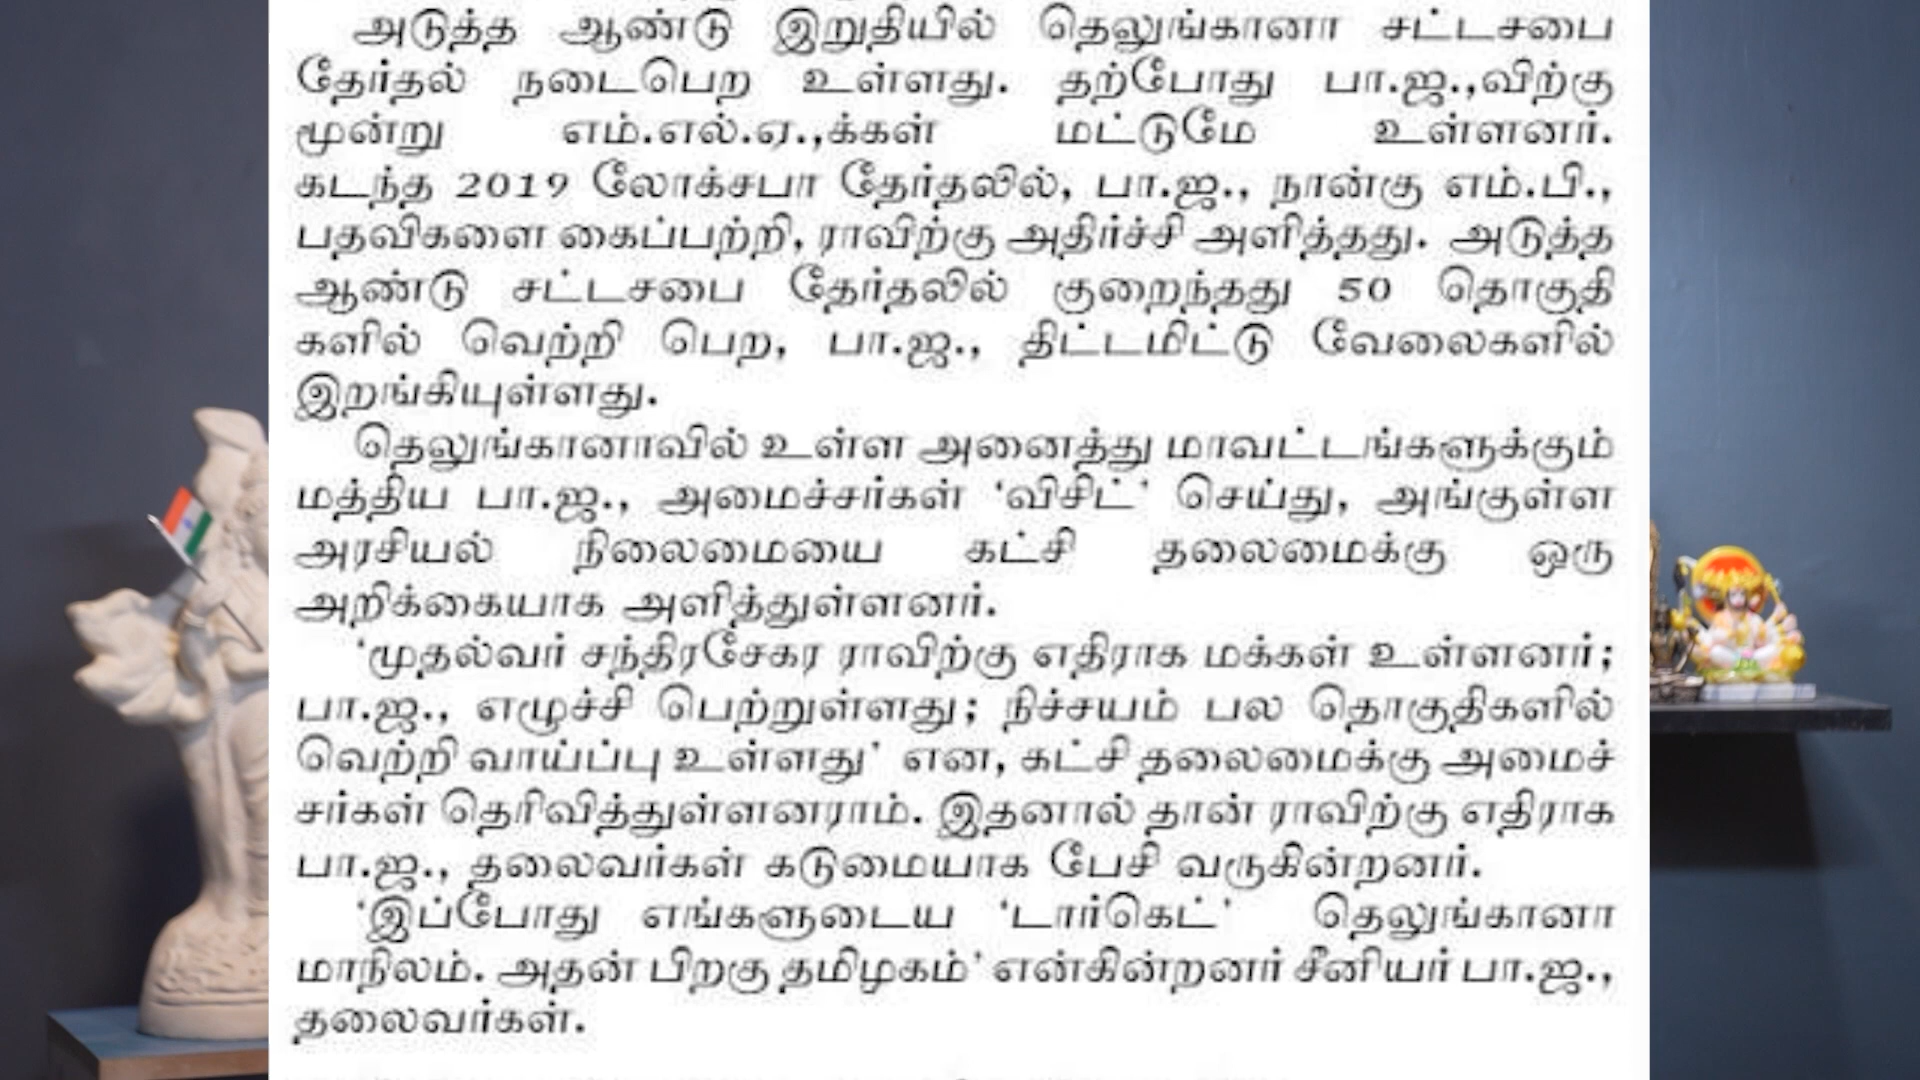 அடுத்த ஆண்டு இறுதியில் தெலுங்கானா சட்டசபை
தேர்தல் நடைபெற உள்ளது. தற்போது பா.ஜ.,விற்கு
மூன்று எம்.எல்.ஏ.,க்கள் மட்டுமே உள்ளனர்.
கடந்த 2019 லோக்சபா தேர்தலில், பா.ஜ., நான்கு எம்.பி.,
பதவிகளை கைப்பற்றி, ராவிற்கு அதிர்ச்சி அளித்தது. அடுத்த
ஆண்டு சட்டசபை தேர்தலில் குறைந்தது 50 தொகுதி
களில் வெற்றி பெற, பா.ஜ., திட்டமிட்டு வேலைகளில்
இறங்கியுள்ளது.
தெலுங்கானாவில் உள்ள அனைத்து மாவட்டங்களுக்கும்
மத்திய பா.ஜ., அமைச்சர்கள் 'விசிட்' செய்து, அங்குள்ள
அரசியல் நிலைமையை கட்சி தலைமைக்கு ஒரு
அறிக்கையாக அளித்துள்ளனர்.
'முதல்வர் சந்திரசேகர ராவிற்கு எதிராக மக்கள் உள்ளனர்;
பா.ஜ., எழுச்சி பெற்றுள்ளது; நிச்சயம் பல தொகுதிகளில்
வெற்றி வாய்ப்பு உள்ளது' என, கட்சி தலைமைக்கு அமைச்
சர்கள் தெரிவித்துள்ளனராம். இதனால் தான் ராவிற்கு எதிராக
பா.ஜ., தலைவர்கள் கடுமையாக பேசி வருகின்றனர்.
'இப்போது எங்களுடைய 'டார்கெட்' தெலுங்கானா
மாநிலம். அதன் பிறகு தமிழகம்' என்கின்றனர் சீனியர் பா.ஜ.,
தலைவர்கள்.